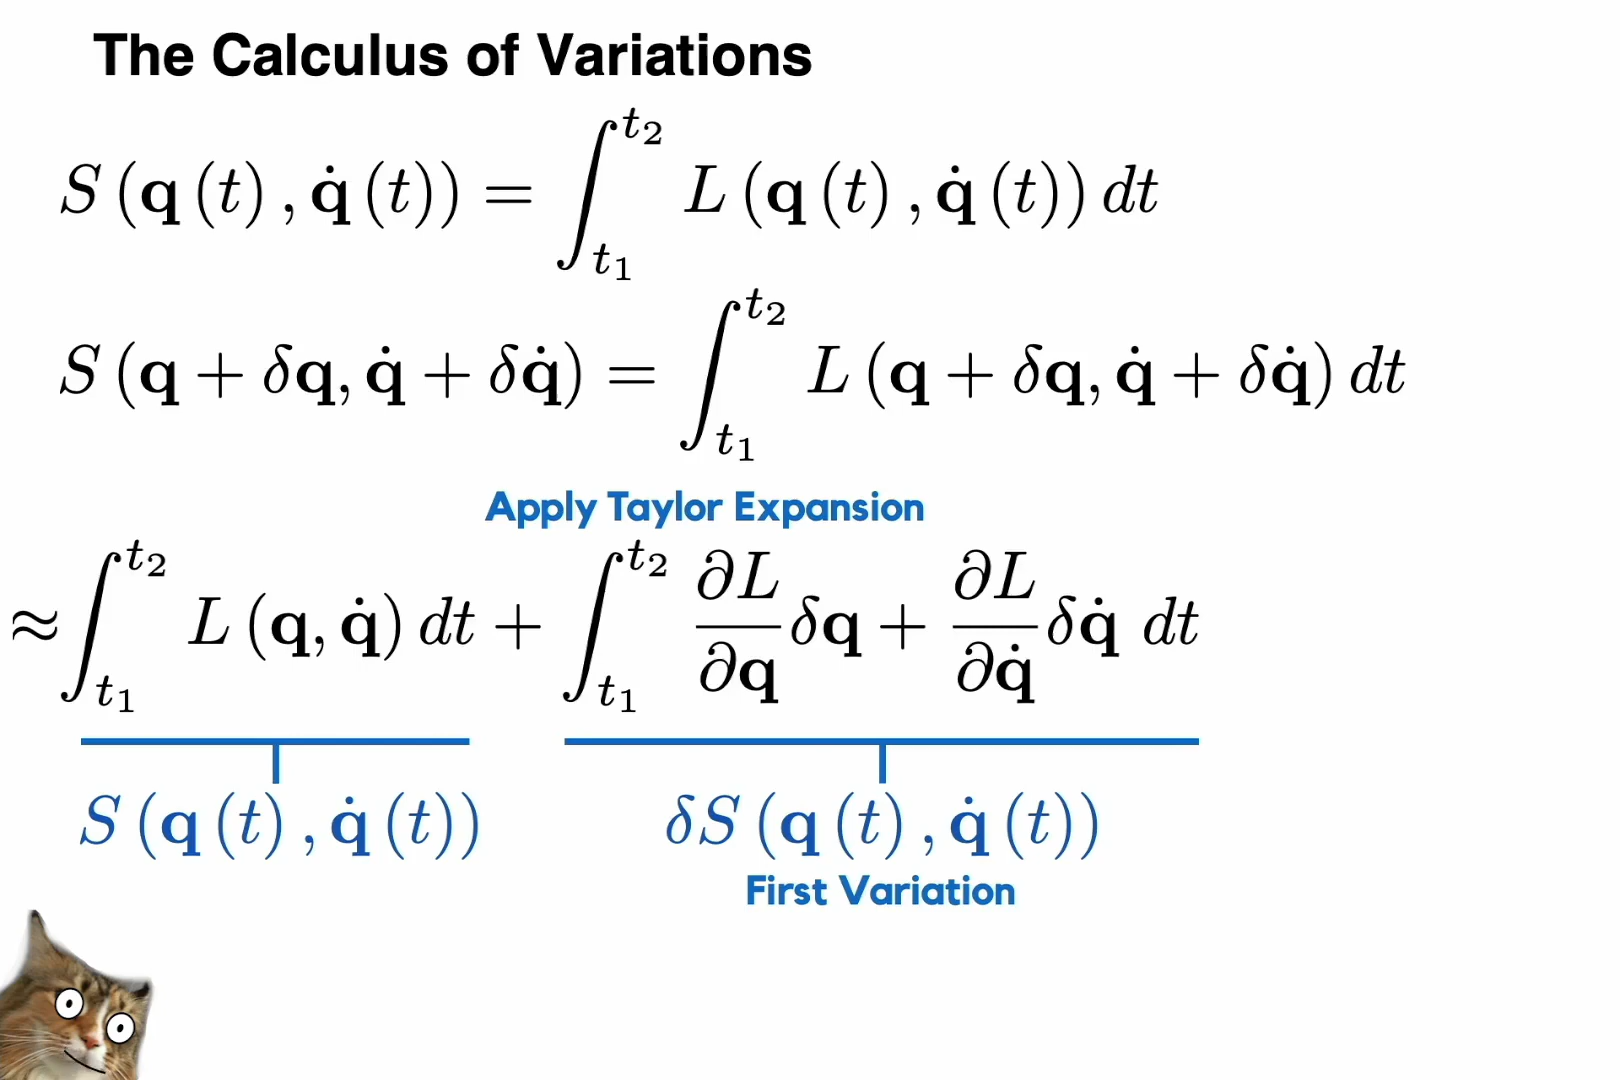 The Calculus of Variations
S (q (t) , q̇ (t)) = ∫_{t₁}^{t₂} L (q (t) , q̇ (t)) dt
S (q + δq, q̇ + δq̇) = ∫_{t₁}^{t₂} L (q + δq, q̇ + δq̇) dt
Apply Taylor Expansion
≈ ∫_{t₁}^{t₂} L (q, q̇) dt + ∫_{t₁}^{t₂} ∂L/∂q δq + ∂L/∂q̇ δq̇ dt
S (q (t) , q̇ (t)) δS (q (t) , q̇ (t))
First Variation